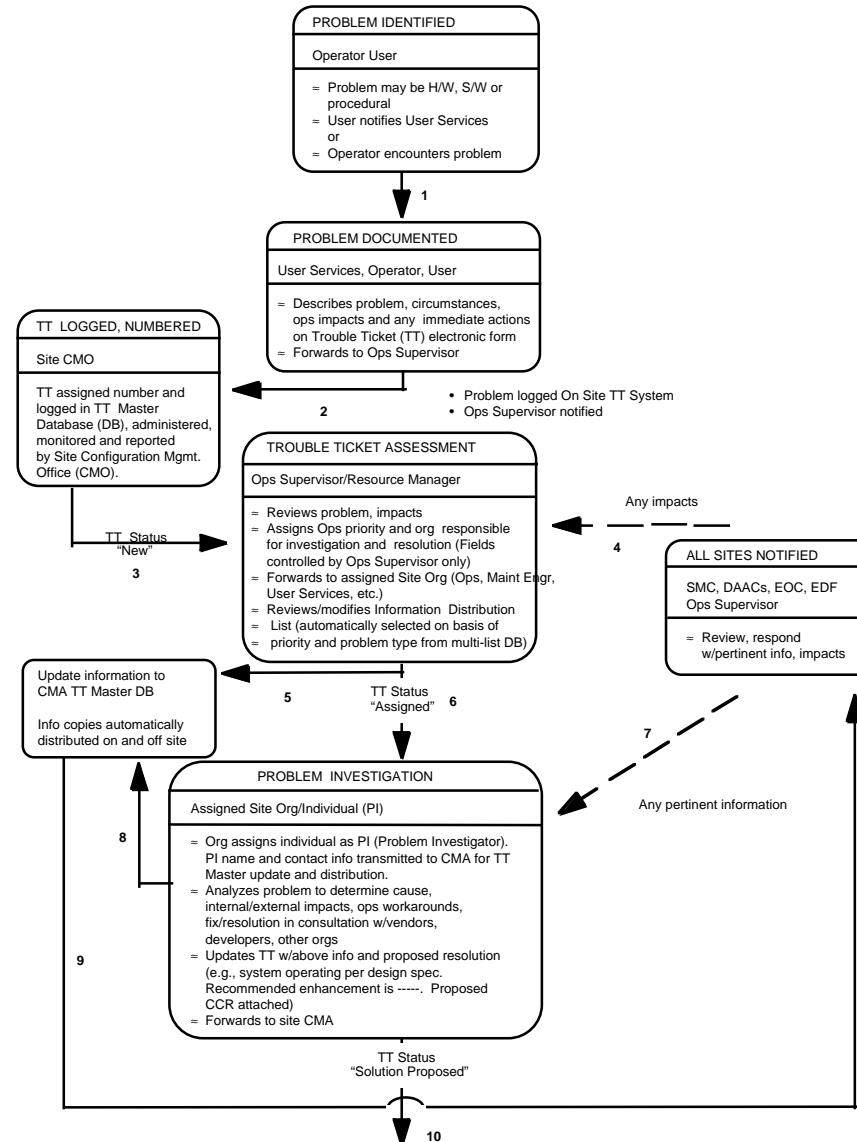 PROBLEM IDENTIFIED
Operator User
≈ Problem may be H/W, S/W or
procedural
≈ User notifies User Services
or
≈ Operator encounters problem
1
PROBLEM DOCUMENTED
User Services, Operator, User
≈ Describes problem, circumstances,
ops impacts and any immediate actions
on Trouble Ticket (TT) electronic form
≈ Forwards to Ops Supervisor
TT LOGGED, NUMBERED
Site CMO
TT assigned number and
logged in TT Master
Database (DB), administered,
monitored and reported
by Site Configuration Mgmt.
Office (CMO).
2
• Problem logged On Site TT System
• Ops Supervisor notified
TT Status
“New”
3
TROUBLE TICKET ASSESSMENT
Ops Supervisor/Resource Manager
≈ Reviews problem, impacts
≈ Assigns Ops priority and org responsible
for investigation and resolution (Fields
controlled by Ops Supervisor only)
≈ Forwards to assigned Site Org (Ops, Maint Engr,
User Services, etc.)
≈ Reviews/modifies Information Distribution
≈ List (automatically selected on basis of
≈ priority and problem type from multi-list DB)
Any impacts
4
ALL SITES NOTIFIED
SMC, DAACs, EOC, EDF
Ops Supervisor
≈ Review, respond
w/pertinent info, impacts
Update information to
CMA TT Master DB
Info copies automatically
distributed on and off site
5
TT Status
“Assigned”
6
7
Any pertinent information
PROBLEM INVESTIGATION
Assigned Site Org/Individual (PI)
≈ Org assigns individual as PI (Problem Investigator).
PI name and contact info transmitted to CMA for TT
Master update and distribution.
≈ Analyzes problem to determine cause,
internal/external impacts, ops workarounds,
fix/resolution in consultation w/vendors,
developers, other orgs
≈ Updates TT w/above info and proposed resolution
(e.g., system operating per design spec.
Recommended enhancement is -----. Proposed
CCR attached)
≈ Forwards to site CMA
8
9
TT Status
“Solution Proposed”
10